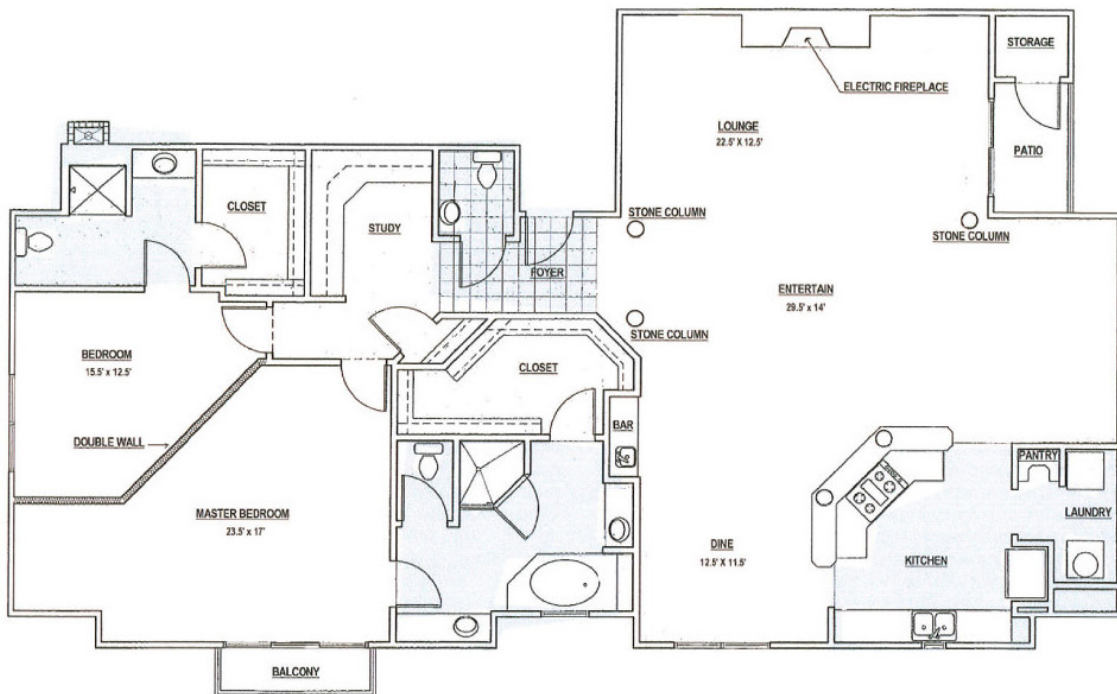 STORAGE
ELECTRIC FIREPLACE
LOUNGE
22.5' X 12.5'
PATIO
CLOSET
STUDY
STONE COLUMN
STONE COLUMN
FOYER
ENTERTAIN
29.5' x 14'
STONE COLUMN
BEDROOM
15.5' x 12.5'
CLOSET
BAR
DOUBLE WALL
PANTRY
MASTER BEDROOM
23.5' x 17'
LAUNDRY
DINE
12.5' X 11.5'
KITCHEN
BALCONY